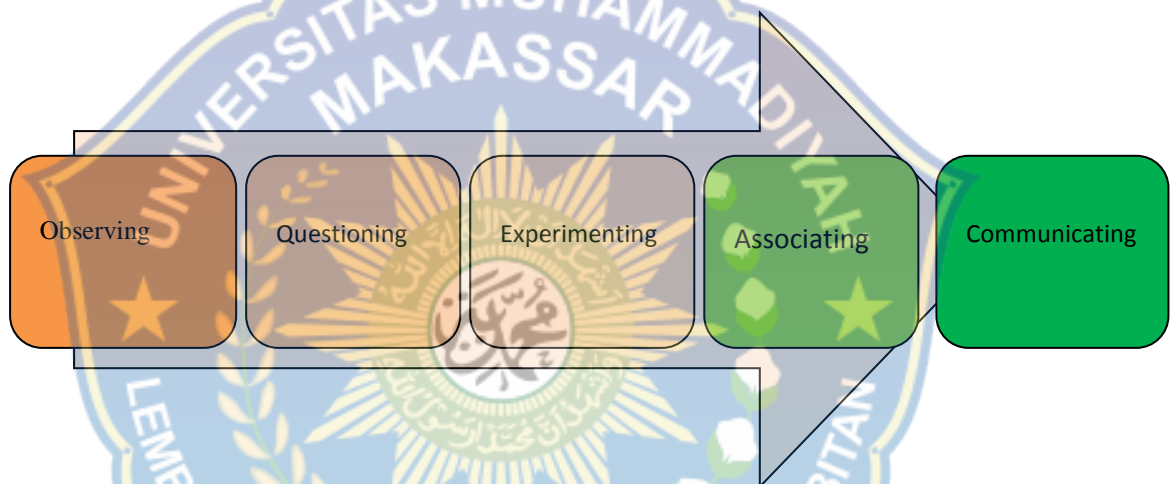 UNIVERSITAS MUHAMMADIYAH
MAKASSAR
Observing
Questioning
Experimenting
Associating
Communicating